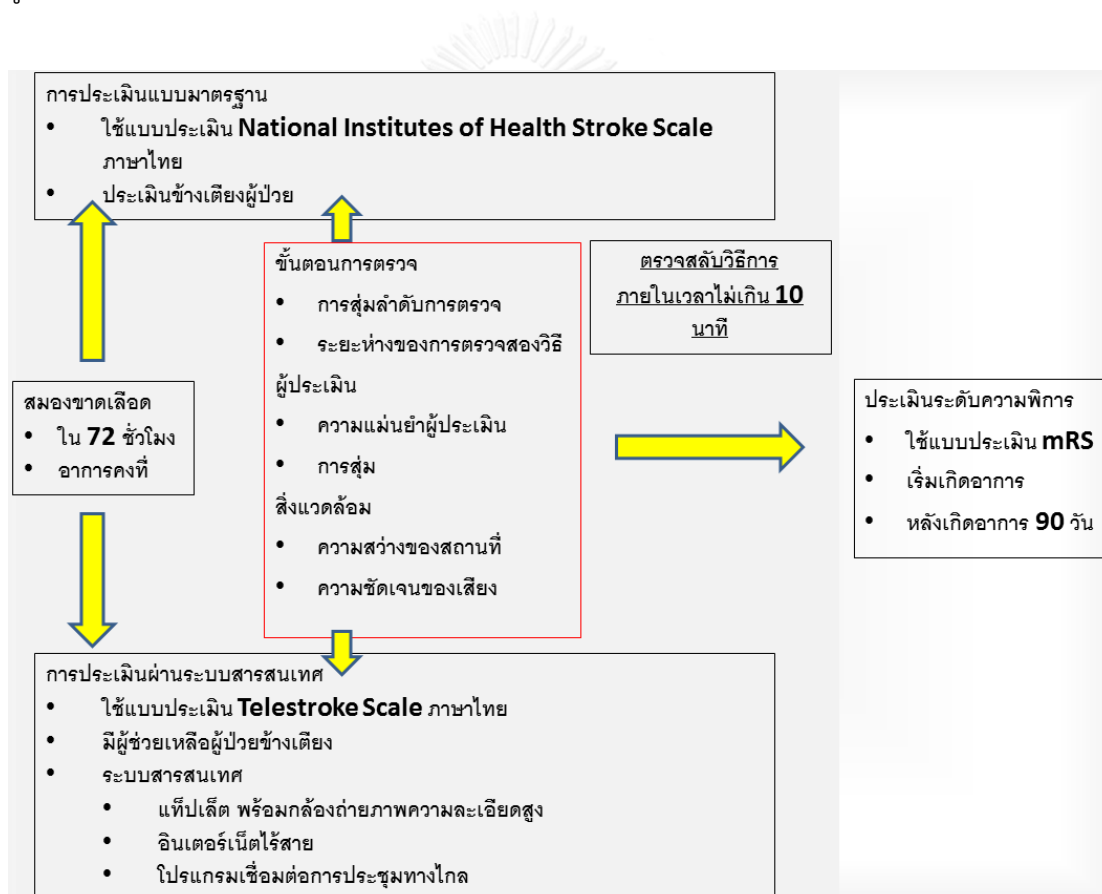 การประเมินแบบมาตรฐาน
• ใช้แบบประเมิน National Institutes of Health Stroke Scale
ภาษาไทย
• ประเมินข้างเตียงผู้ป่วย
ขั้นตอนการตรวจ
• การสุ่มลำดับการตรวจ
• ระยะห่างของการตรวจสองวิธี
ผู้ประเมิน
• ความแม่นยำผู้ประเมิน
• การสุ่ม
สิ่งแวดล้อม
• ความสว่างของสถานที่
• ความชัดเจนของเสียง
ตรวจสลับวิธีการ
ภายในเวลาไม่เกิน 10
นาที
สมองขาดเลือด
• ใน 72 ชั่วโมง
• อาการคงที่
ประเมินระดับความพิการ
• ใช้แบบประเมิน mRS
• เริ่มเกิดอาการ
• หลังเกิดอาการ 90 วัน
การประเมินผ่านระบบสารสนเทศ
• ใช้แบบประเมิน Telestroke Scale ภาษาไทย
• มีผู้ช่วยเหลือผู้ป่วยข้างเตียง
• ระบบสารสนเทศ
• แท็ปเล็ต พร้อมกล้องถ่ายภาพความละเอียดสูง
• อินเตอร์เน็ตไร้สาย
• โปรแกรมเชื่อมต่อการประชุมทางไกล